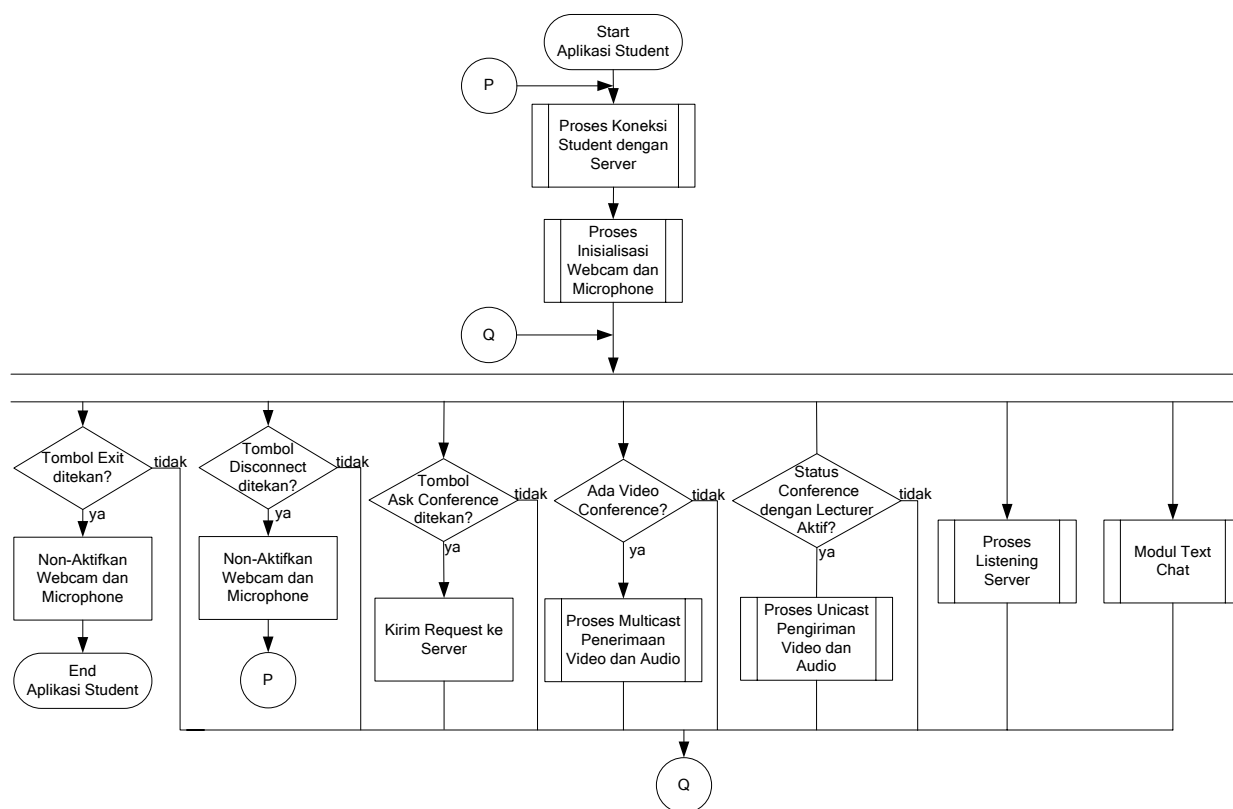 Start
Aplikasi Student
P
Proses Koneksi
Student dengan
Server
Proses
Inisialisasi
Webcam dan
Microphone
Q
Tombol Exit
ditekan?
tidak
ya
Non-Aktifkan
Webcam dan
Microphone
End
Aplikasi Student
Tombol
Disconnect
ditekan?
tidak
ya
Non-Aktifkan
Webcam dan
Microphone
P
Tombol
Ask Conference
ditekan?
tidak
ya
Kirim Request ke
Server
Ada Video
Conference?
tidak
ya
Proses Multicast
Penerimaan
Video dan Audio
Status
Conference
dengan Lecturer
Aktif?
tidak
ya
Proses Unicast
Pengiriman
Video dan
Audio
Proses
Listening
Server
Modul Text
Chat
Q